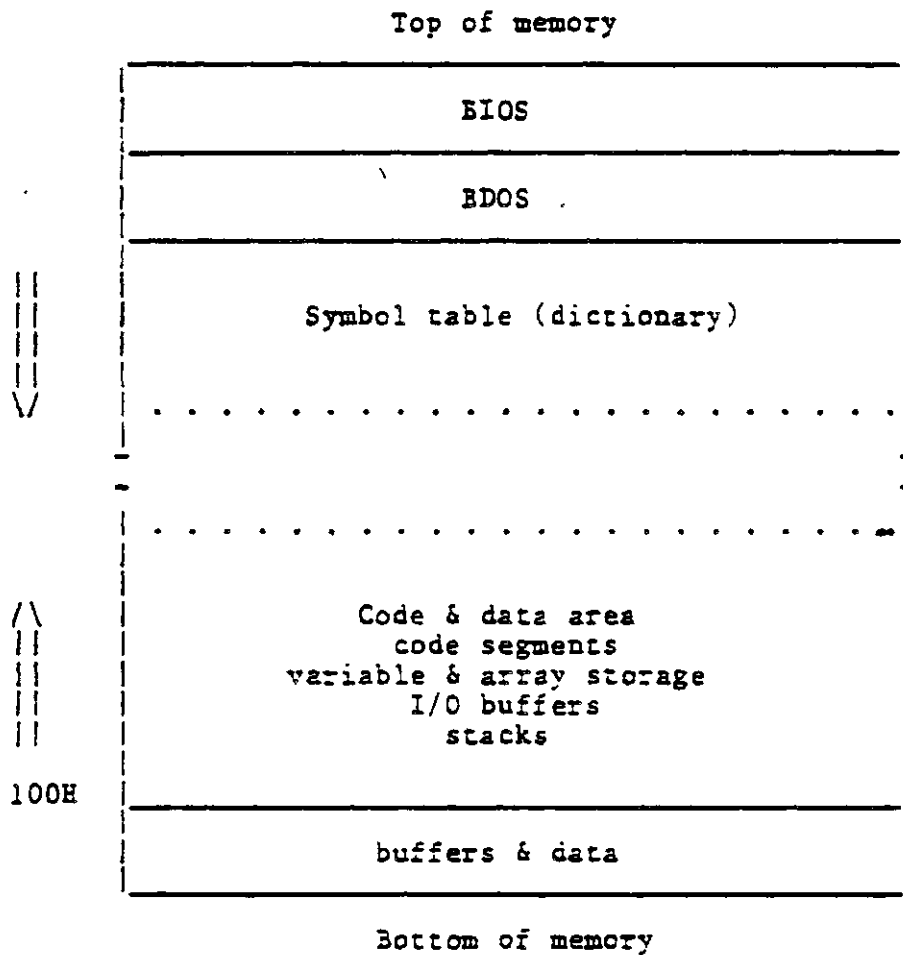 Top of memory
BIOS
BDOS
Symbol table (dictionary)
Code & data area
code segments
variable & array storage
I/O buffers
stacks
100H
buffers & data
Bottom of memory